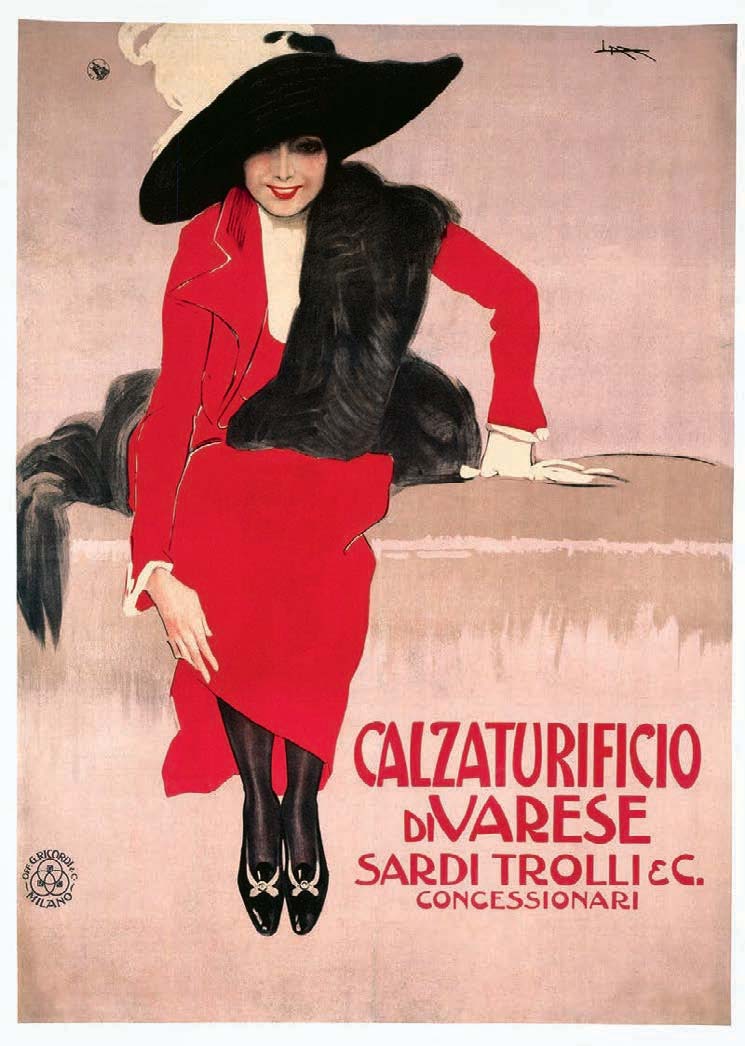 CALZATURIFICIO
DI VARESE
SARDI TROLLI & C.
CONCESSIONARI
OFF. G. RICORDI & C.
MILANO